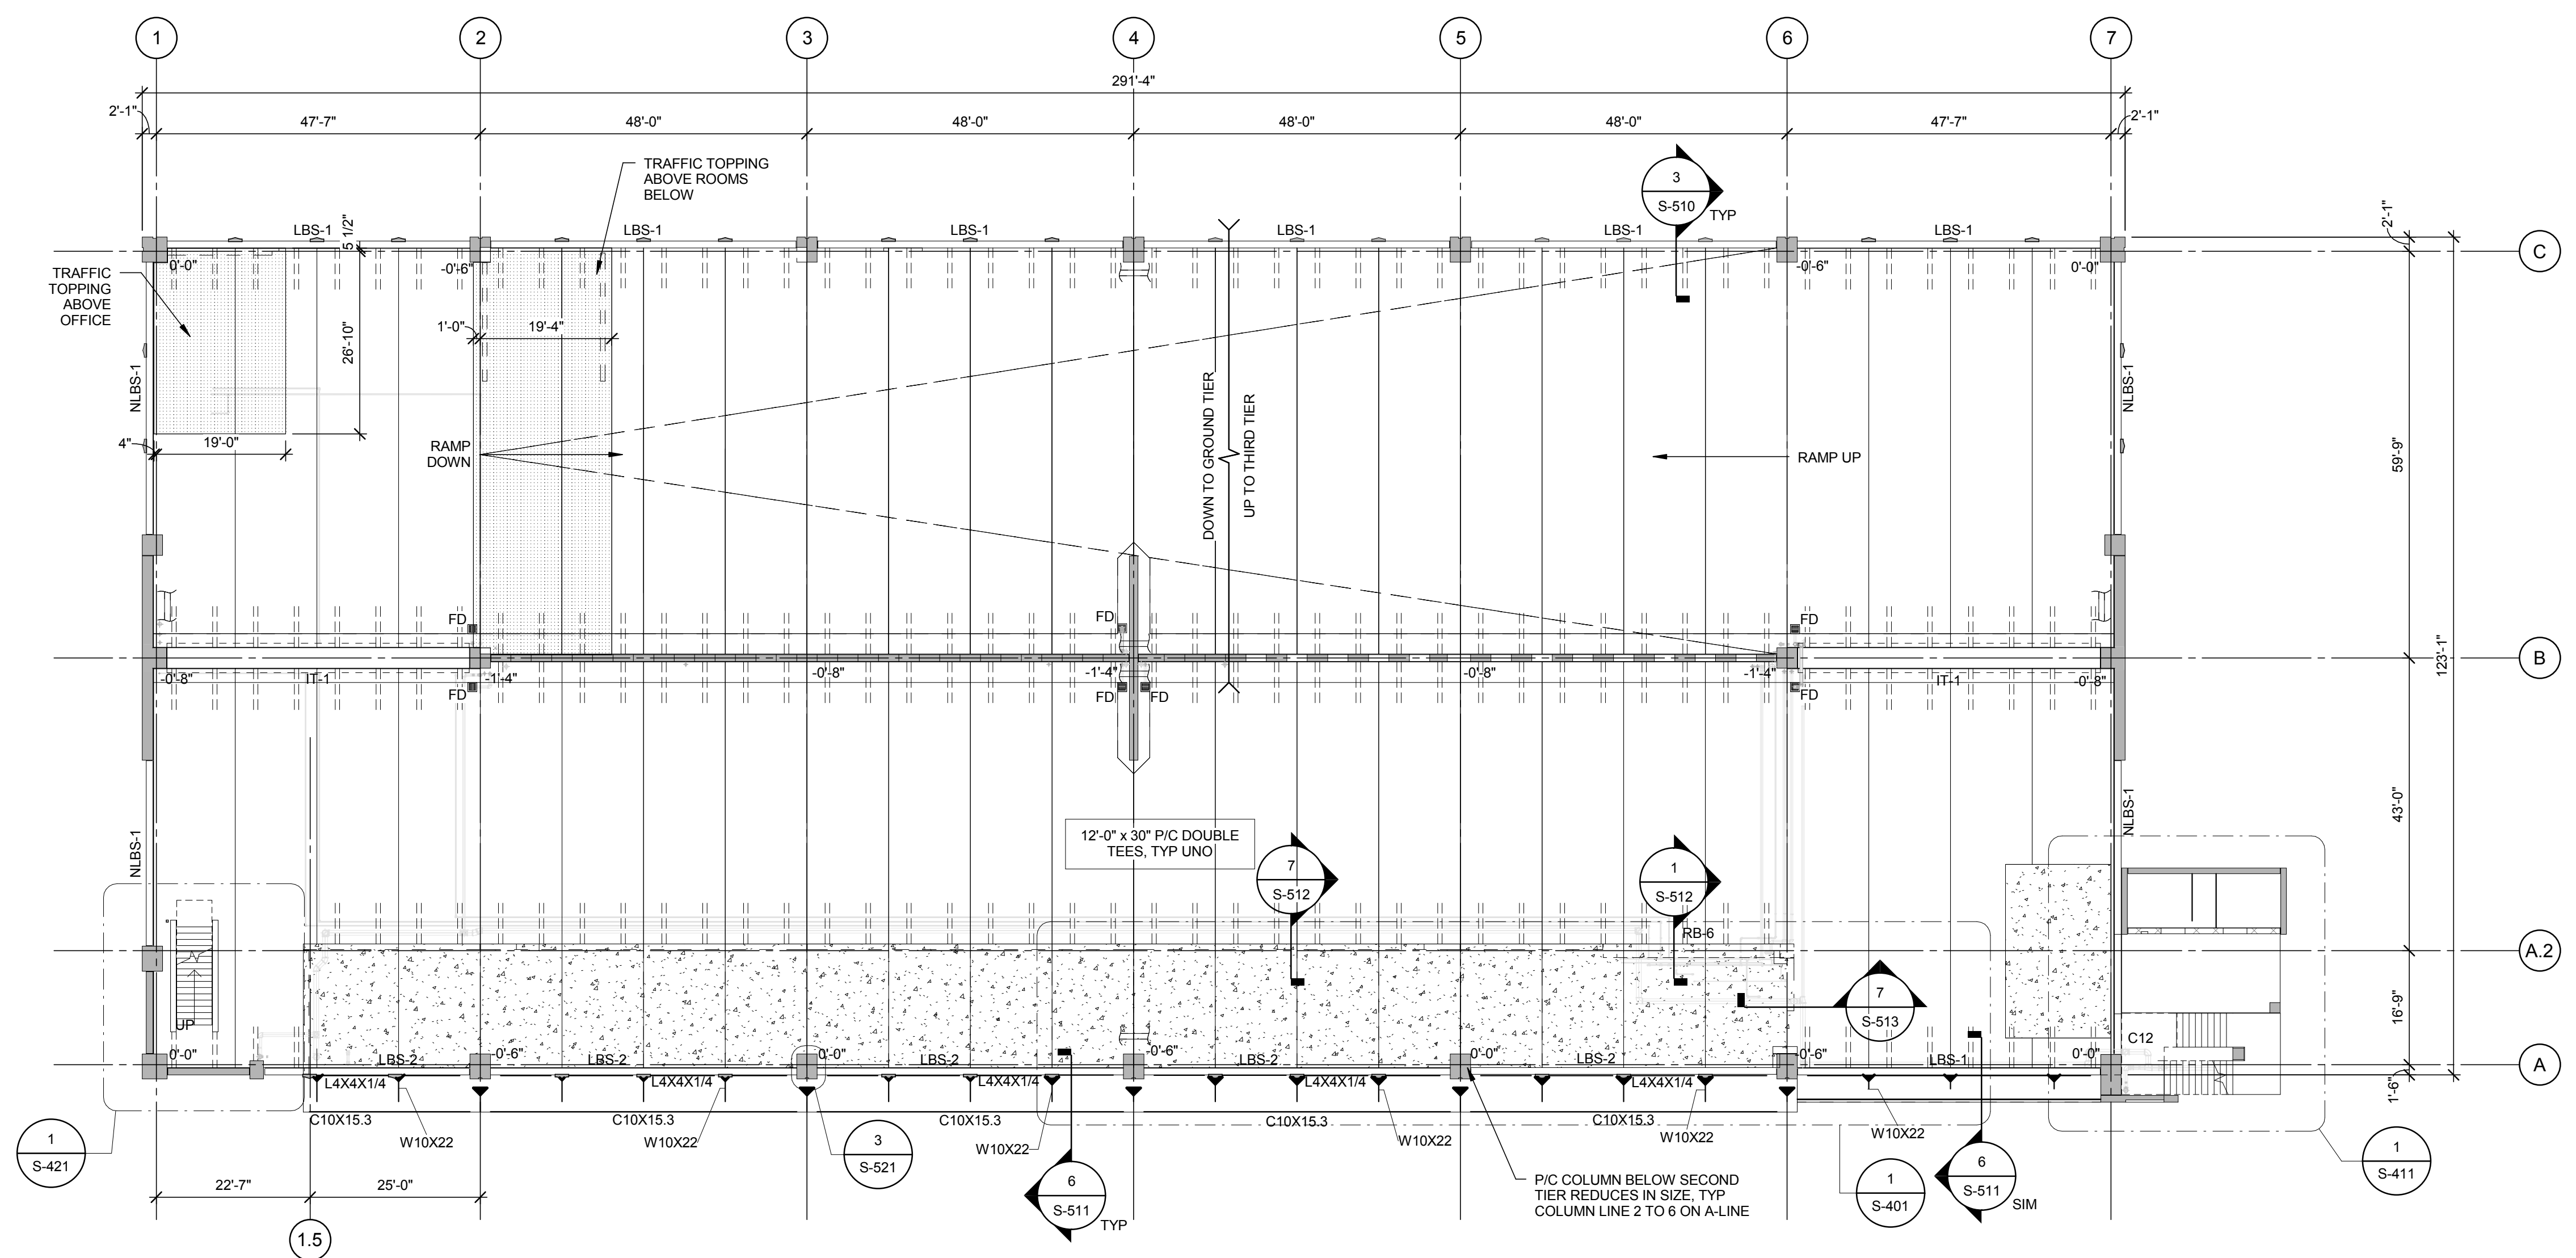 1
2
3
4
5
6
7
291'-4"
2'-1"
47'-7"
48'-0"
48'-0"
48'-0"
48'-0"
47'-7"
2'-1"
TRAFFIC TOPPING
ABOVE ROOMS
BELOW
3
S-510
TYP
LBS-1
5 1/2"
LBS-1
LBS-1
LBS-1
LBS-1
LBS-1
2'-1"
C
TRAFFIC
TOPPING
ABOVE
OFFICE
0'-0"
-0'-6"
-0'-6"
0'-0"
1'-0"
19'-4"
26'-10"
NLBS-1
NLBS-1
4"
19'-0"
RAMP
DOWN
DOWN TO GROUND TIER
UP TO THIRD TIER
RAMP UP
59'-9"
FD
FD
FD
B
123'-1"
-0'-8"
IT-1
-1'-4"
-0'-8"
-1'-4"
-0'-8"
-1'-4"
IT-1
-0'-8"
FD
FD
FD
FD
NLBS-1
NLBS-1
43'-0"
12'-0" x 30" P/C DOUBLE
TEES, TYP UNO
7
S-512
1
S-512
RB-6
A.2
7
S-513
16'-9"
UP
C12
0'-0"
LBS-2
-0'-6"
LBS-2
0'-0"
LBS-2
-0'-6"
LBS-2
0'-0"
LBS-2
-0'-6"
LBS-1
0'-0"
A
L4X4X1/4
L4X4X1/4
L4X4X1/4
L4X4X1/4
L4X4X1/4
1'-6"
C10X15.3
C10X15.3
C10X15.3
C10X15.3
C10X15.3
W10X22
W10X22
W10X22
W10X22
W10X22
W10X22
1
S-421
3
S-521
6
S-511
TYP
P/C COLUMN BELOW SECOND
TIER REDUCES IN SIZE, TYP
COLUMN LINE 2 TO 6 ON A-LINE
1
S-401
6
S-511
SIM
1
S-411
22'-7"
25'-0"
1.5